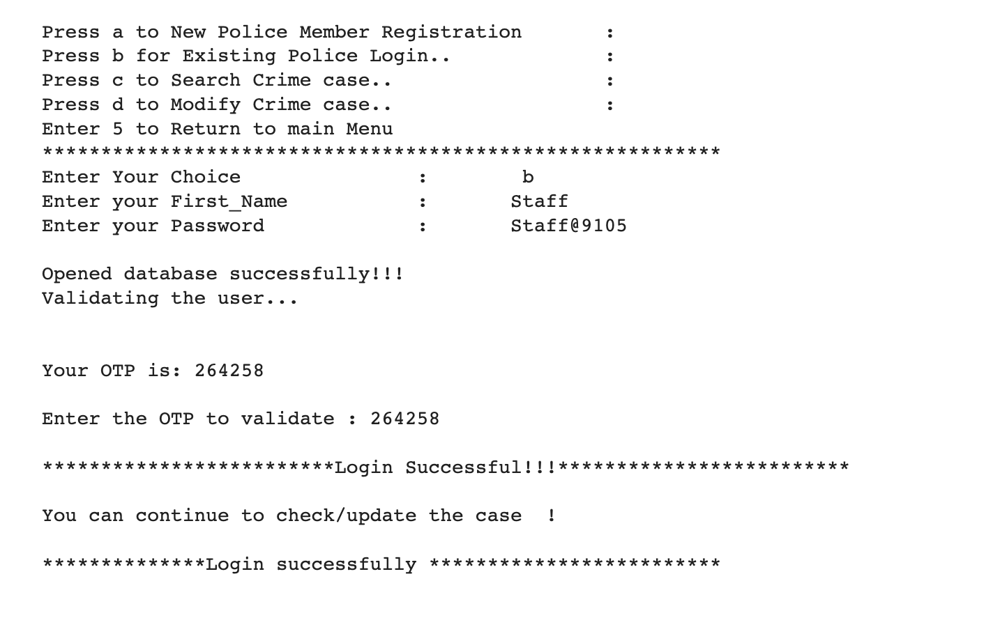 Press a to New Police Member Registration       :
Press b for Existing Police Login..             :
Press c to Search Crime case..                  :
Press d to Modify Crime case..                  :
Enter 5 to Return to main Menu
**********************************************************
Enter Your Choice               :        b
Enter your First_Name           :       Staff
Enter your Password             :       Staff@9105
Opened database successfully!!!
Validating the user...
Your OTP is: 264258
Enter the OTP to validate : 264258
*************************Login Successful!!!*************************
You can continue to check/update the case  !
**************Login successfully *************************